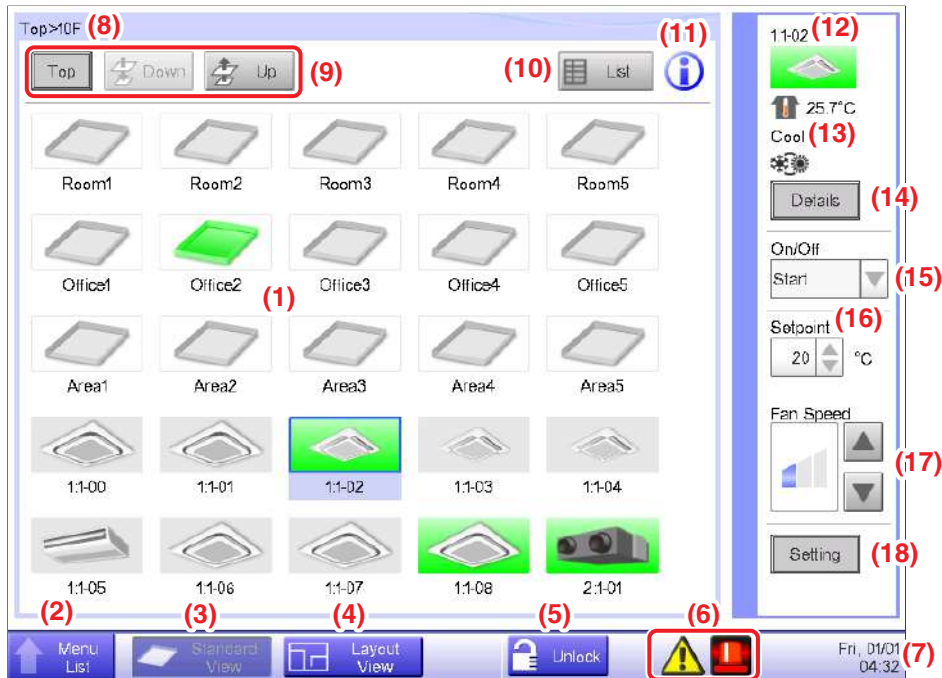 Top>10F (8)
(11)
1:1-02 (12)
Top Down Up (9)
(10) List
25.7°C
Cool (13)
Details (14)
Room1 Room2 Room3 Room4 Room5
On/Off
Start (15)
Office1 Office2 (1) Office3 Office4 Office5
Setpoint (16)
20 °C
Area1 Area2 Area3 Area4 Area5
Fan Speed
(17)
1:1-00 1:1-01 1:1-02 1:1-03 1:1-04
Setting (18)
1:1-05 1:1-06 1:1-07 1:1-08 2:1-01
(2) (3) (4) (5) (6)
Menu List
Standard View
Layout View
Unlock
Fri, 01/01 (7)
04:32